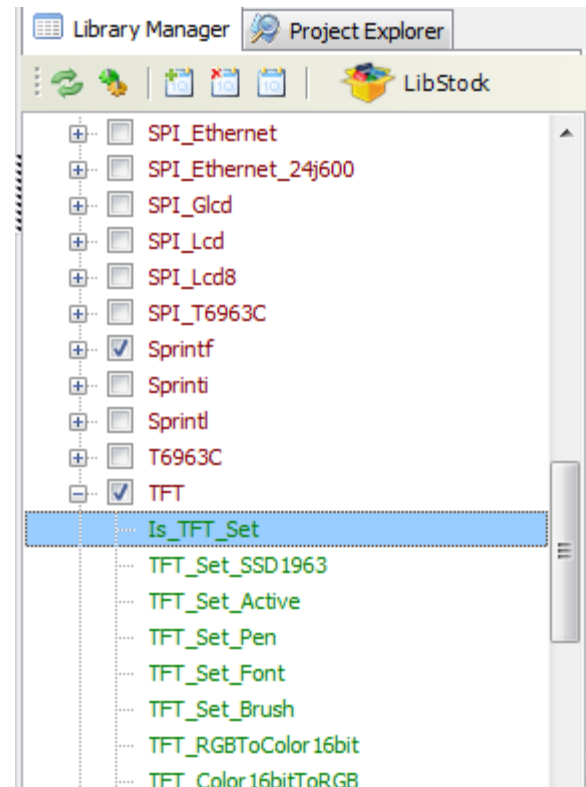 Library Manager Project Explorer
LibStock
SPI_Ethernet
SPI_Ethernet_24j600
SPI_Glcd
SPI_Lcd
SPI_Lcd8
SPI_T6963C
Sprintf
Sprinti
Sprintl
T6963C
TFT
Is_TFT_Set
TFT_Set_SSD1963
TFT_Set_Active
TFT_Set_Pen
TFT_Set_Font
TFT_Set_Brush
TFT_RGBToColor16bit
TFT_Color16bitToRGB